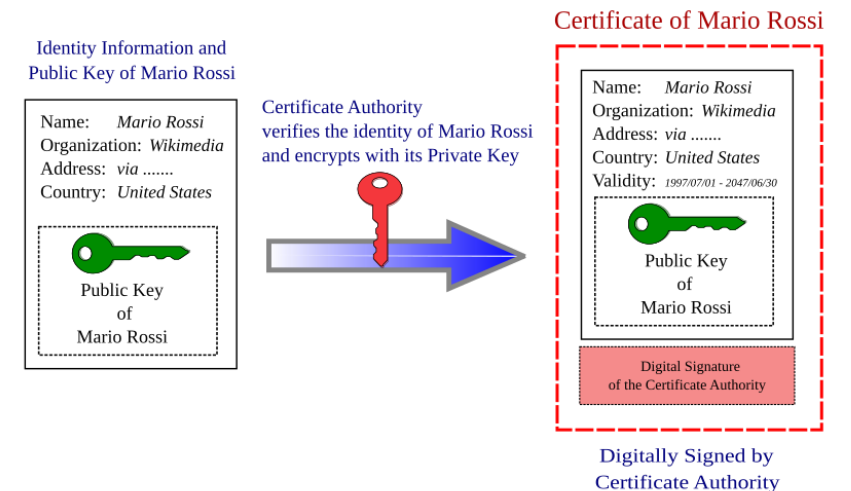 Identity Information and
Public Key of Mario Rossi
Name: Mario Rossi
Organization: Wikimedia
Address: via .......
Country: United States
Public Key
of
Mario Rossi
Certificate Authority
verifies the identity of Mario Rossi
and encrypts with its Private Key
Certificate of Mario Rossi
Name: Mario Rossi
Organization: Wikimedia
Address: via .......
Country: United States
Validity: 1997/07/01 - 2047/06/30
Public Key
of
Mario Rossi
Digital Signature
of the Certificate Authority
Digitally Signed by
Certificate Authority